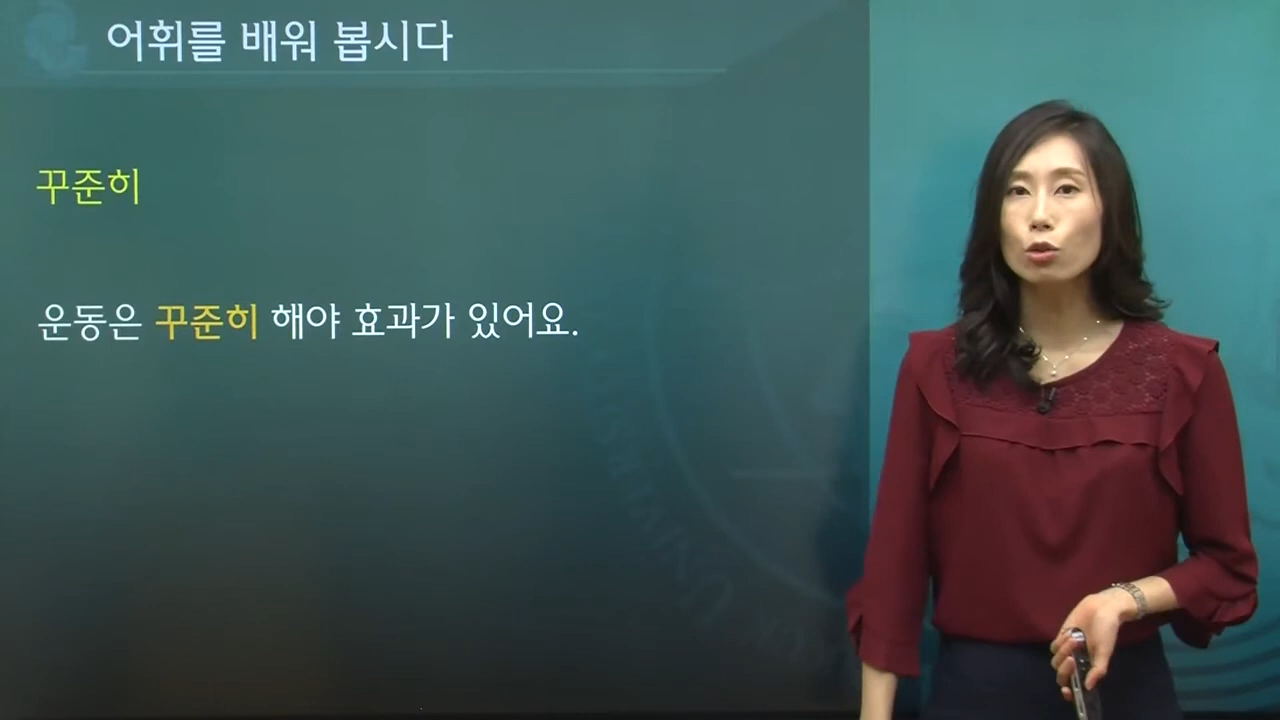 어휘를 배워 봅시다
꾸준히
운동은 꾸준히 해야 효과가 있어요.